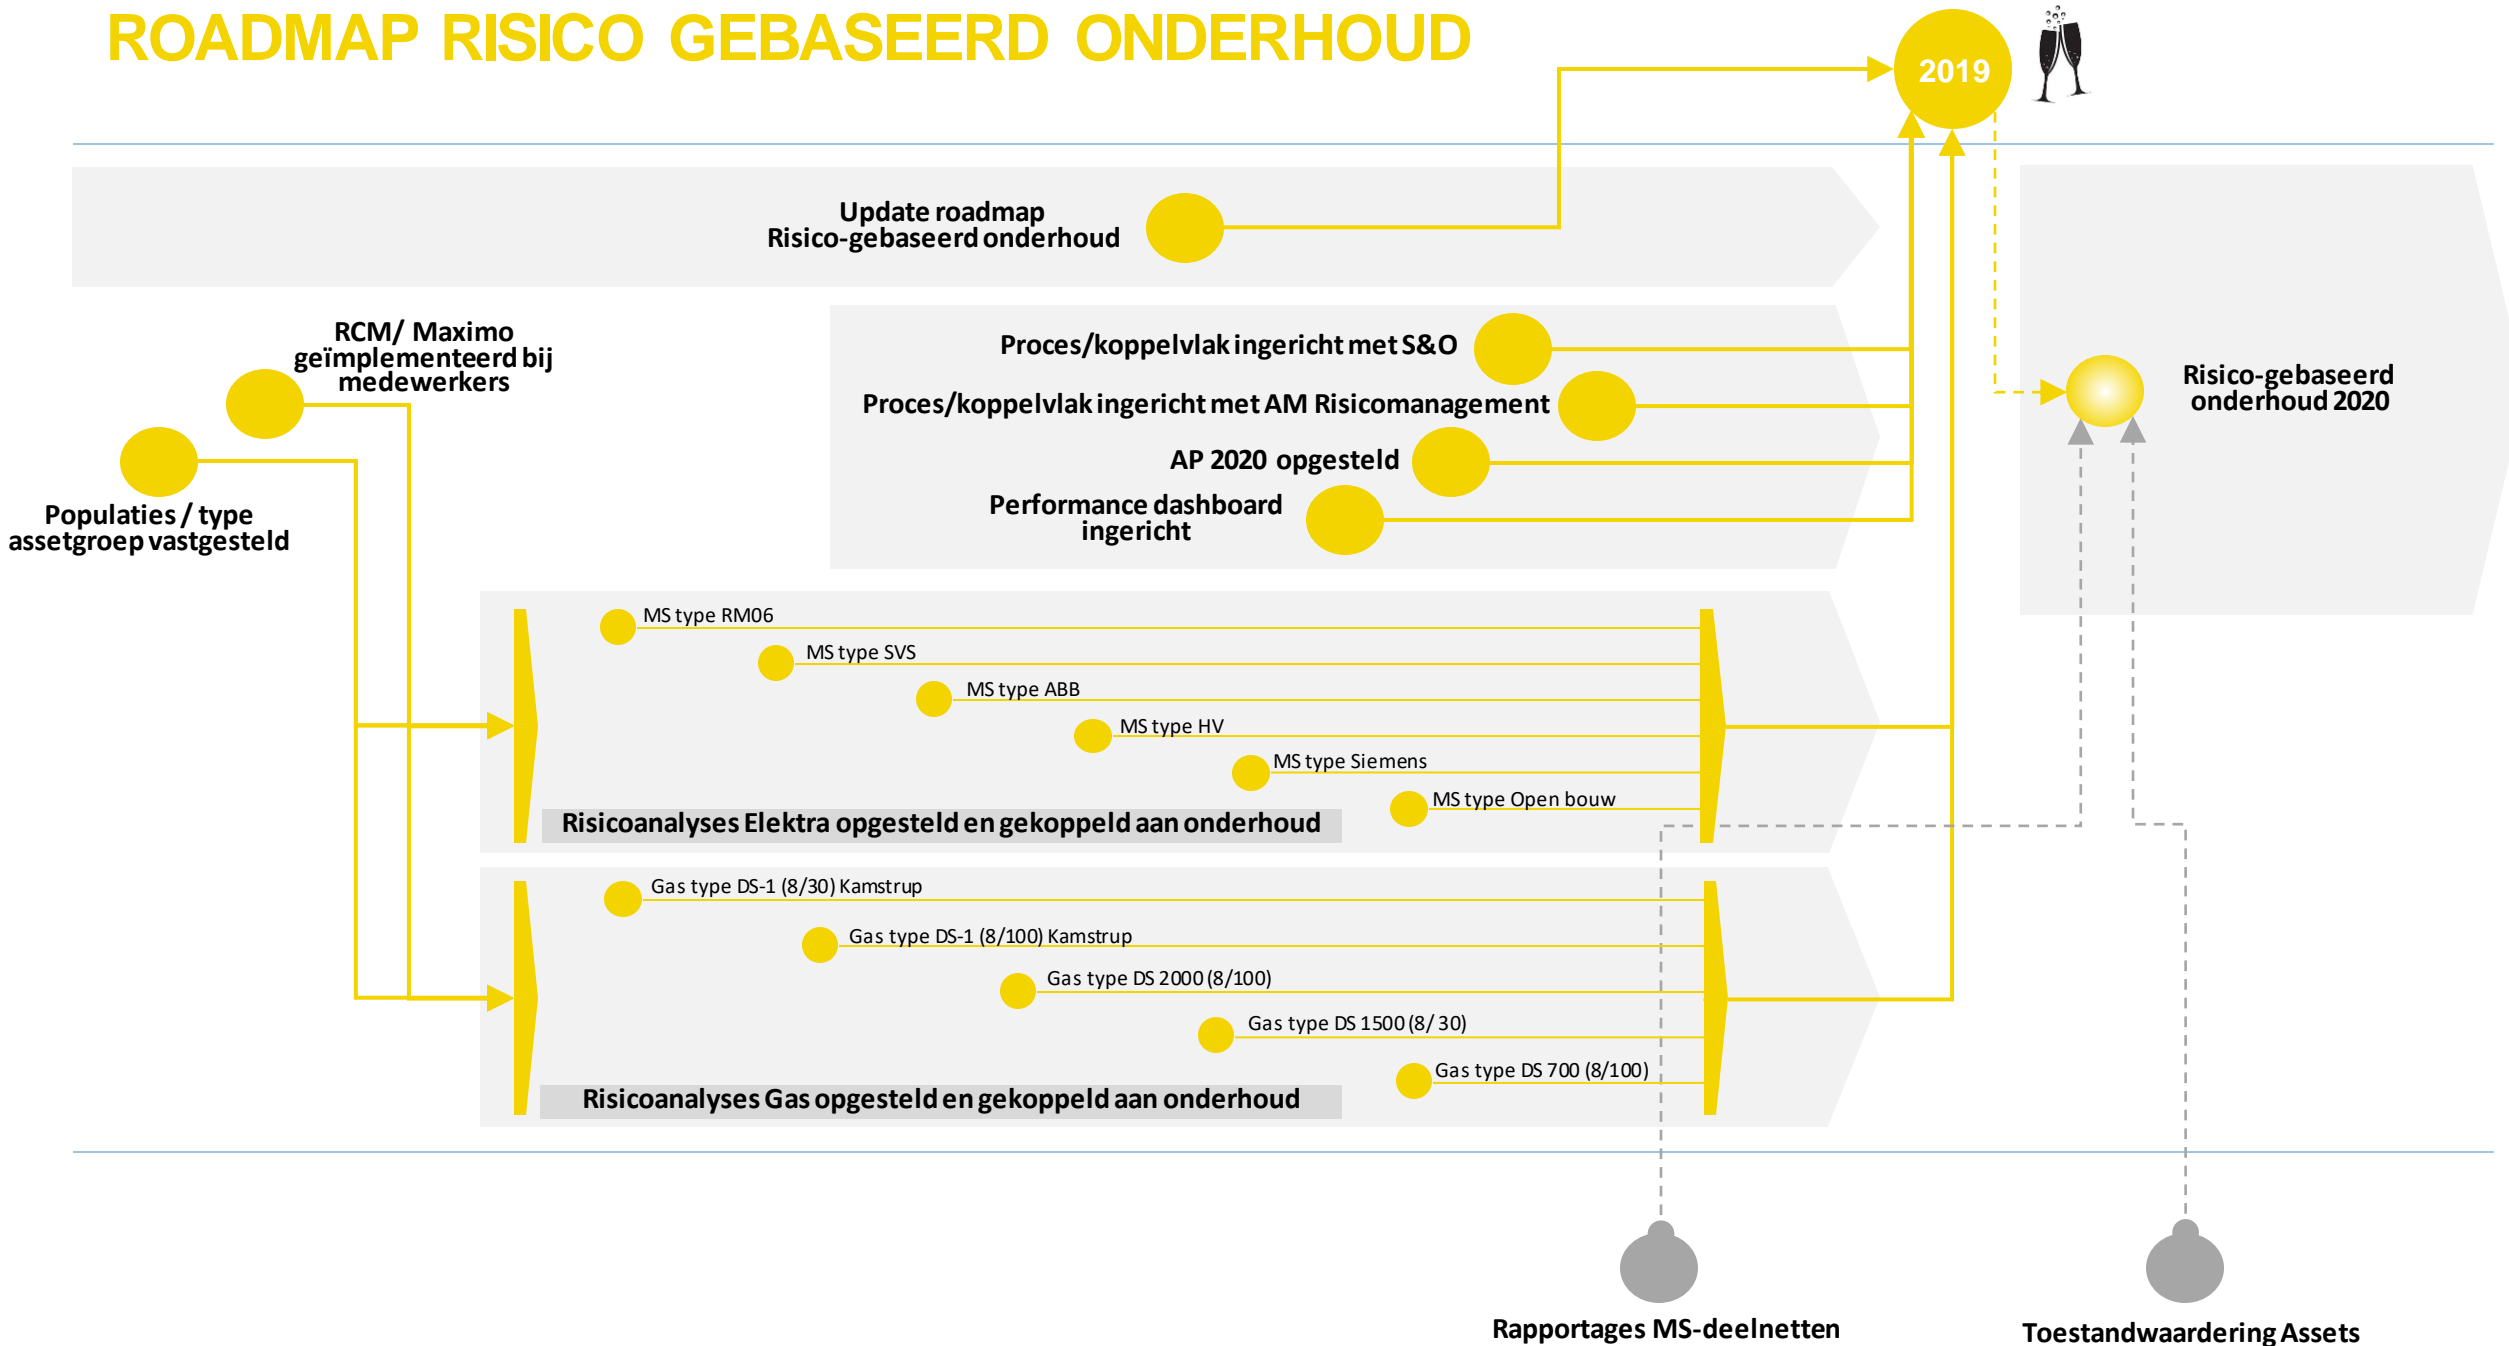 ROADMAP RISICO GEBASEERD ONDERHOUD
2019
Update roadmap
Risico-gebaseerd onderhoud
RCM/ Maximo
geïmplementeerd bij
medewerkers
Populaties / type
assetgroep vastgesteld
Proces/koppelvlak ingericht met S&O
Proces/koppelvlak ingericht met AM Risicomanagement
AP 2020 opgesteld
Performance dashboard
ingericht
Risico-gebaseerd
onderhoud 2020
MS type RM06
MS type SVS
MS type ABB
MS type HV
MS type Siemens
MS type Open bouw
Risicoanalyses Elektra opgesteld en gekoppeld aan onderhoud
Gas type DS-1 (8/30) Kamstrup
Gas type DS-1 (8/100) Kamstrup
Gas type DS 2000 (8/100)
Gas type DS 1500 (8/ 30)
Gas type DS 700 (8/100)
Risicoanalyses Gas opgesteld en gekoppeld aan onderhoud
Rapportages MS-deelnetten
Toestandwaardering Assets